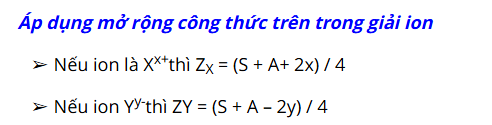 Áp dụng mở rộng công thức trên trong giải ion
➢ Nếu ion là Xˣ⁺thì Zₓ = (S + A+ 2x) / 4
➢ Nếu ion Yʸ⁻thì ZY = (S + A – 2y) / 4